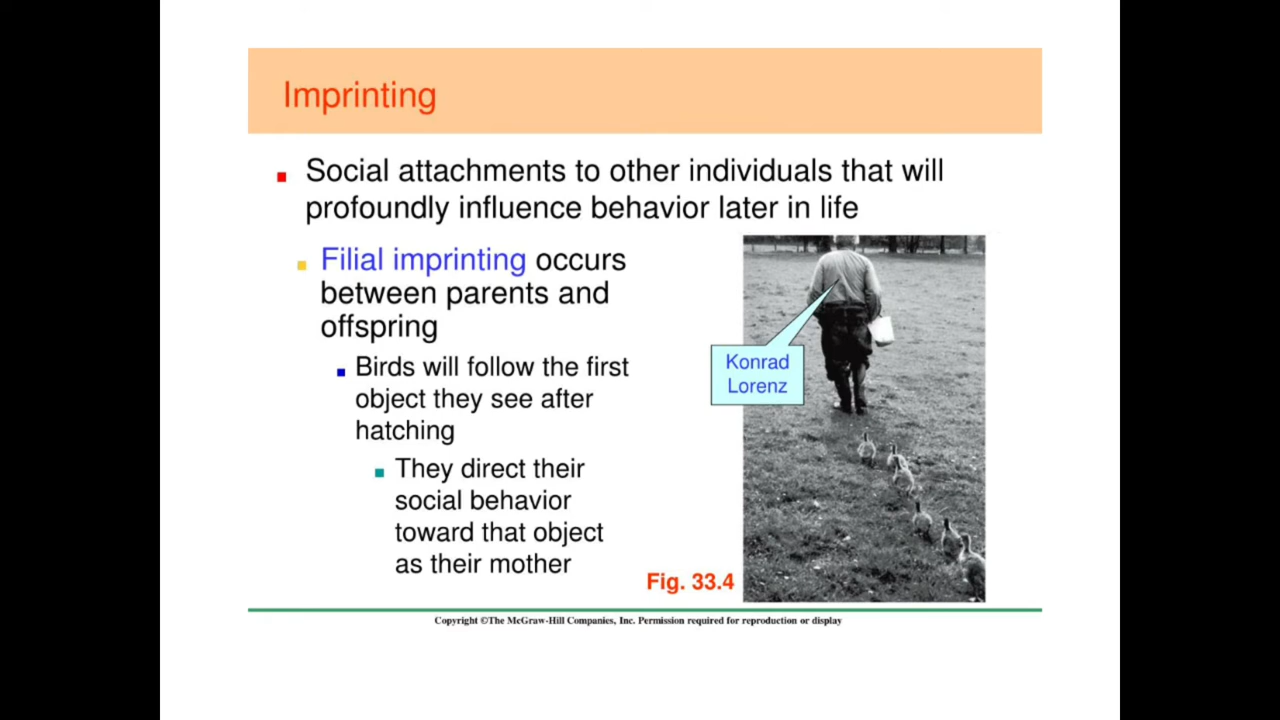 Imprinting
Social attachments to other individuals that will
profoundly influence behavior later in life
Filial imprinting occurs
between parents and
offspring
Birds will follow the first
object they see after
hatching
They direct their
social behavior
toward that object
as their mother
Konrad
Lorenz
Fig. 33.4
Copyright ©The McGraw-Hill Companies, Inc. Permission required for reproduction or display